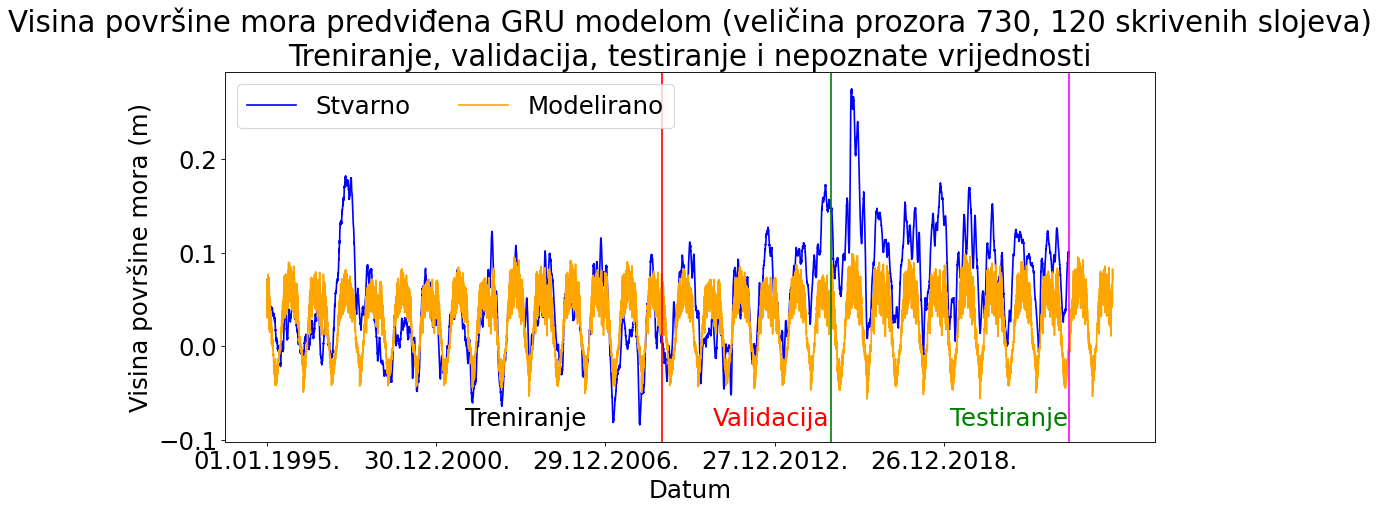 Visina površine mora predviđena GRU modelom (veličina prozora 730, 120 skrivenih slojeva)
Treniranje, validacija, testiranje i nepoznate vrijednosti
Stvarno Modelirano
Visina površine mora (m)
0.2
0.1
0.0
−0.1
Treniranje Validacija Testiranje
01.01.1995. 30.12.2000. 29.12.2006. 27.12.2012. 26.12.2018.
Datum